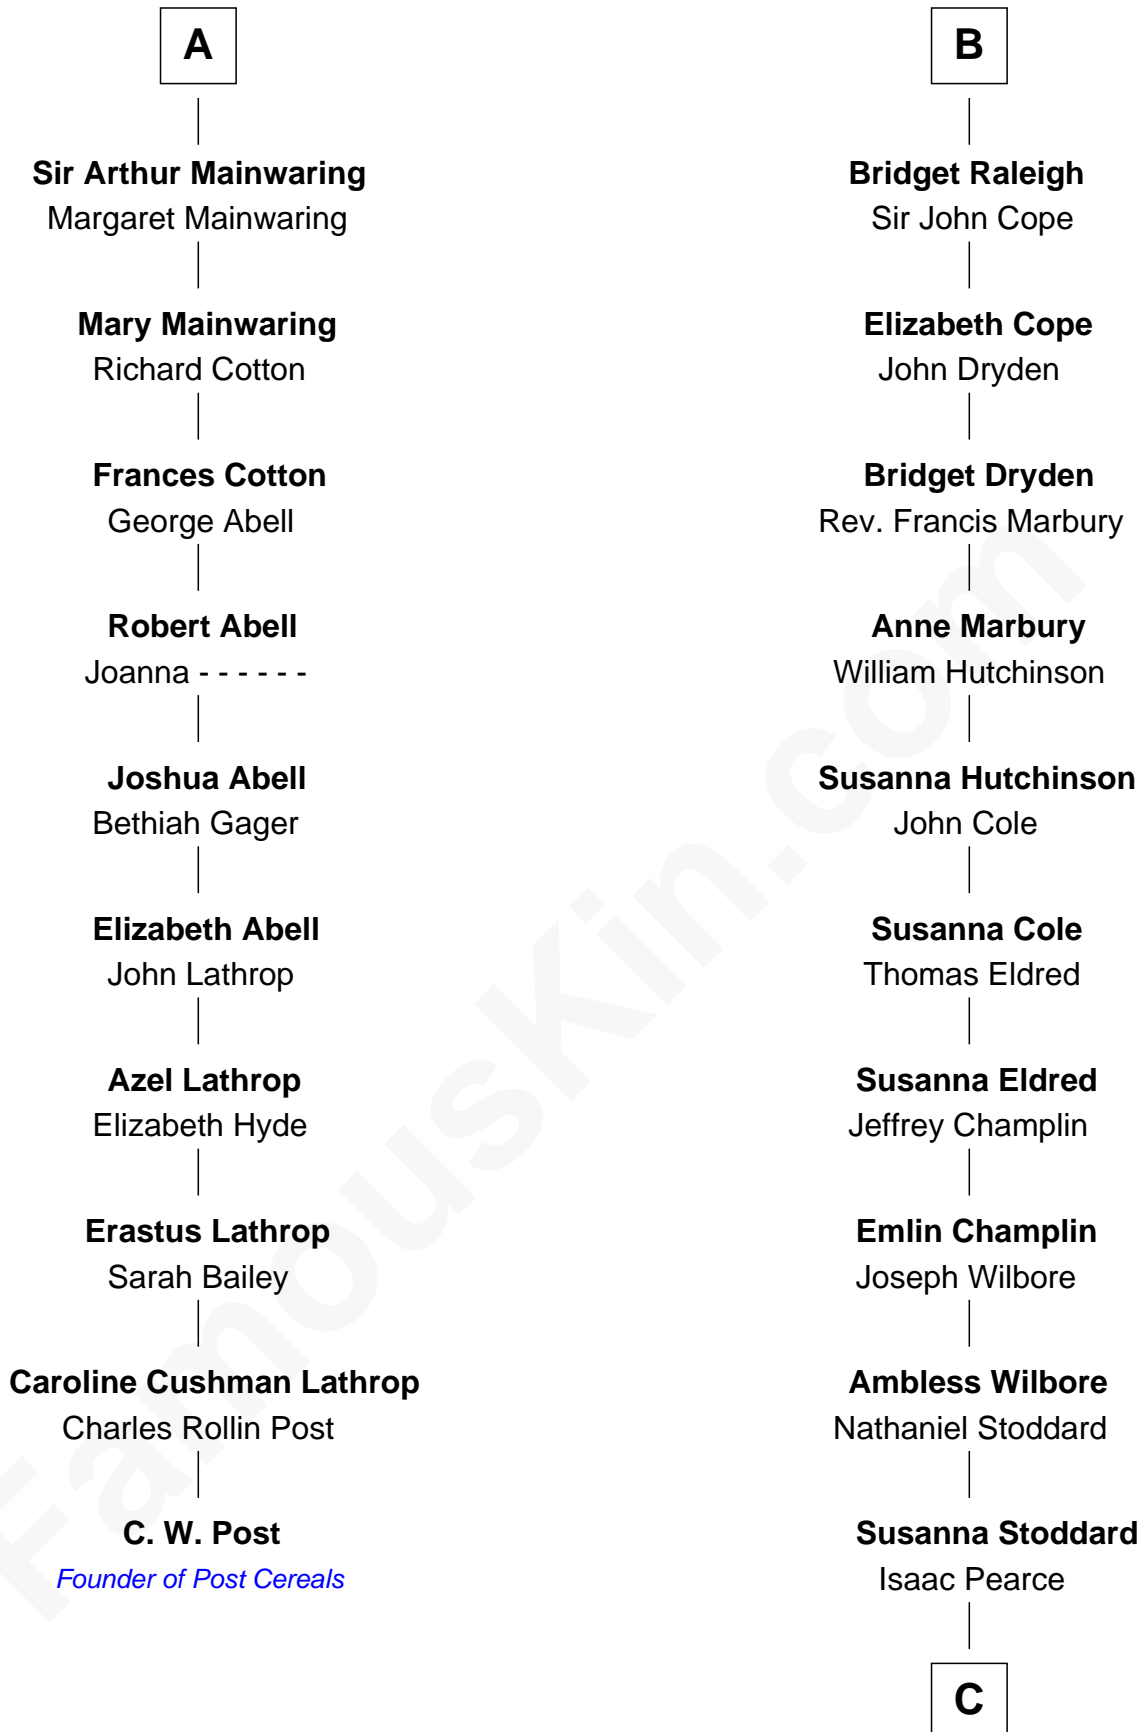 A
Sir Arthur Mainwaring
Margaret Mainwaring
Mary Mainwaring
Richard Cotton
Frances Cotton
George Abell
Robert Abell
Joanna - - - - - -
Joshua Abell
Bethiah Gager
Elizabeth Abell
John Lathrop
Azel Lathrop
Elizabeth Hyde
Erastus Lathrop
Sarah Bailey
Caroline Cushman Lathrop
Charles Rollin Post
C. W. Post
Founder of Post Cereals
B
Bridget Raleigh
Sir John Cope
Elizabeth Cope
John Dryden
Bridget Dryden
Rev. Francis Marbury
Anne Marbury
William Hutchinson
Susanna Hutchinson
John Cole
Susanna Cole
Thomas Eldred
Susanna Eldred
Jeffrey Champlin
Emlin Champlin
Joseph Wilbore
Ambless Wilbore
Nathaniel Stoddard
Susanna Stoddard
Isaac Pearce
C
FamousKin.com